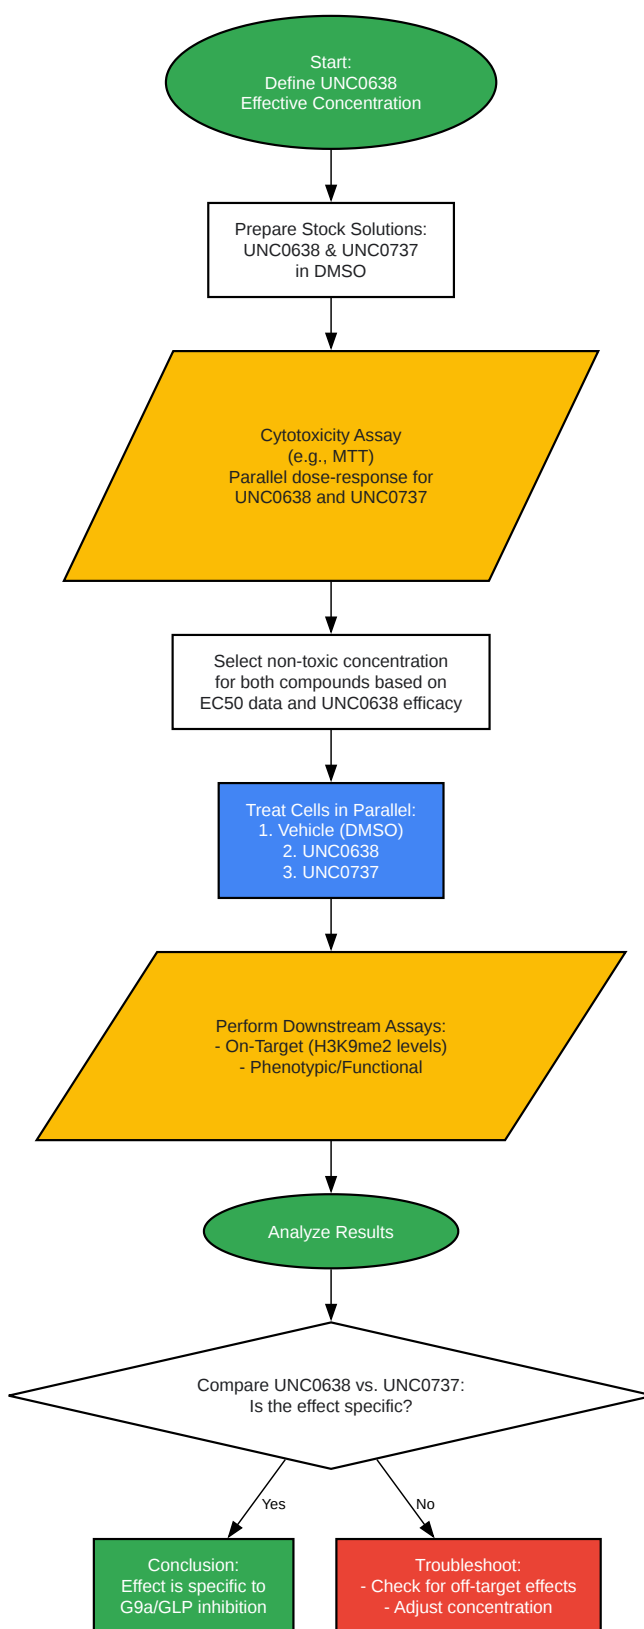 Start:
Define UNC0638
Effective Concentration
Prepare Stock Solutions:
UNC0638 & UNC0737
in DMSO
Cytotoxicity Assay
(e.g., MTT)
Parallel dose-response for
UNC0638 and UNC0737
Select non-toxic concentration
for both compounds based on
EC50 data and UNC0638 efficacy
Treat Cells in Parallel:
1. Vehicle (DMSO)
2. UNC0638
3. UNC0737
Perform Downstream Assays:
- On-Target (H3K9me2 levels)
- Phenotypic/Functional
Analyze Results
Compare UNC0638 vs. UNC0737:
Is the effect specific?
Yes
No
Conclusion:
Effect is specific to
G9a/GLP inhibition
Troubleshoot:
- Check for off-target effects
- Adjust concentration